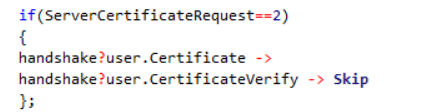 if(ServerCertificateRequest==2)
{
handshake?user.Certificate ->
handshake?user.CertificateVerify -> Skip
};